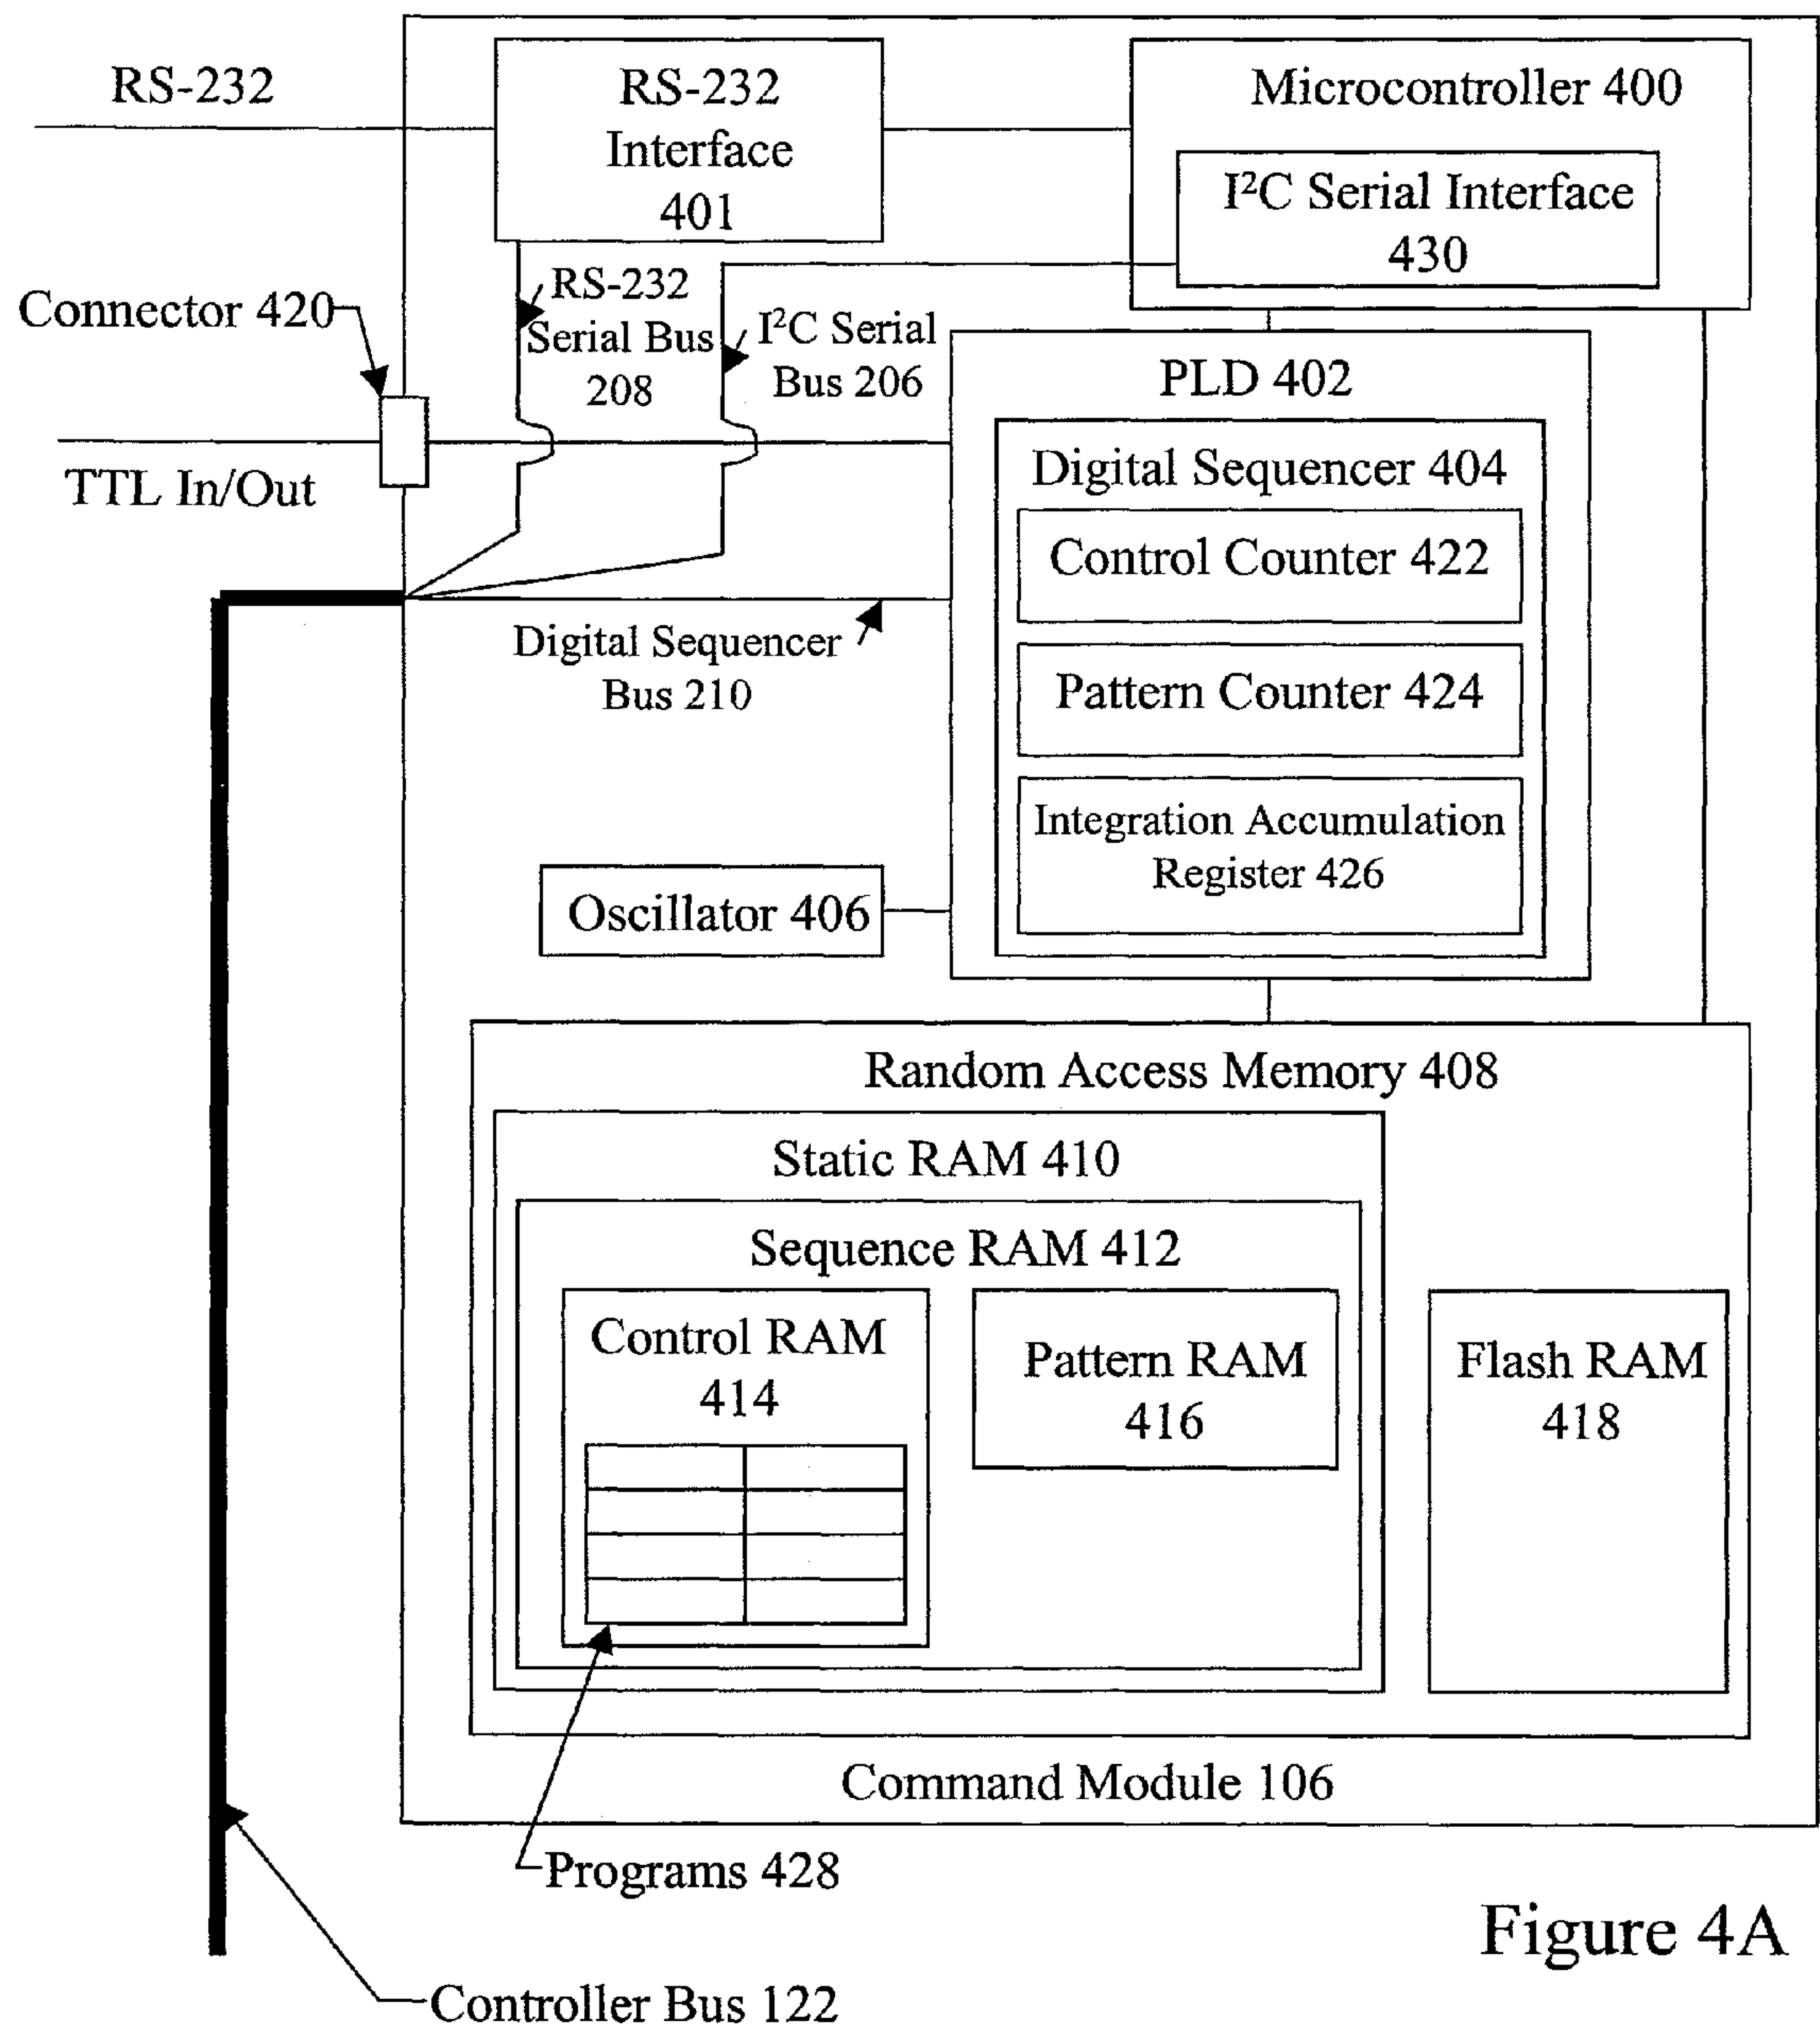 RS-232
RS-232
Interface
401
Microcontroller 400
I²C Serial Interface
430
Connector 420
RS-232
Serial Bus
208
I²C Serial
Bus 206
TTL In/Out
PLD 402
Digital Sequencer 404
Control Counter 422
Pattern Counter 424
Integration Accumulation
Register 426
Digital Sequencer
Bus 210
Oscillator 406
Random Access Memory 408
Static RAM 410
Sequence RAM 412
Control RAM
414
Pattern RAM
416
Flash RAM
418
Command Module 106
Programs 428
Figure 4A
Controller Bus 122